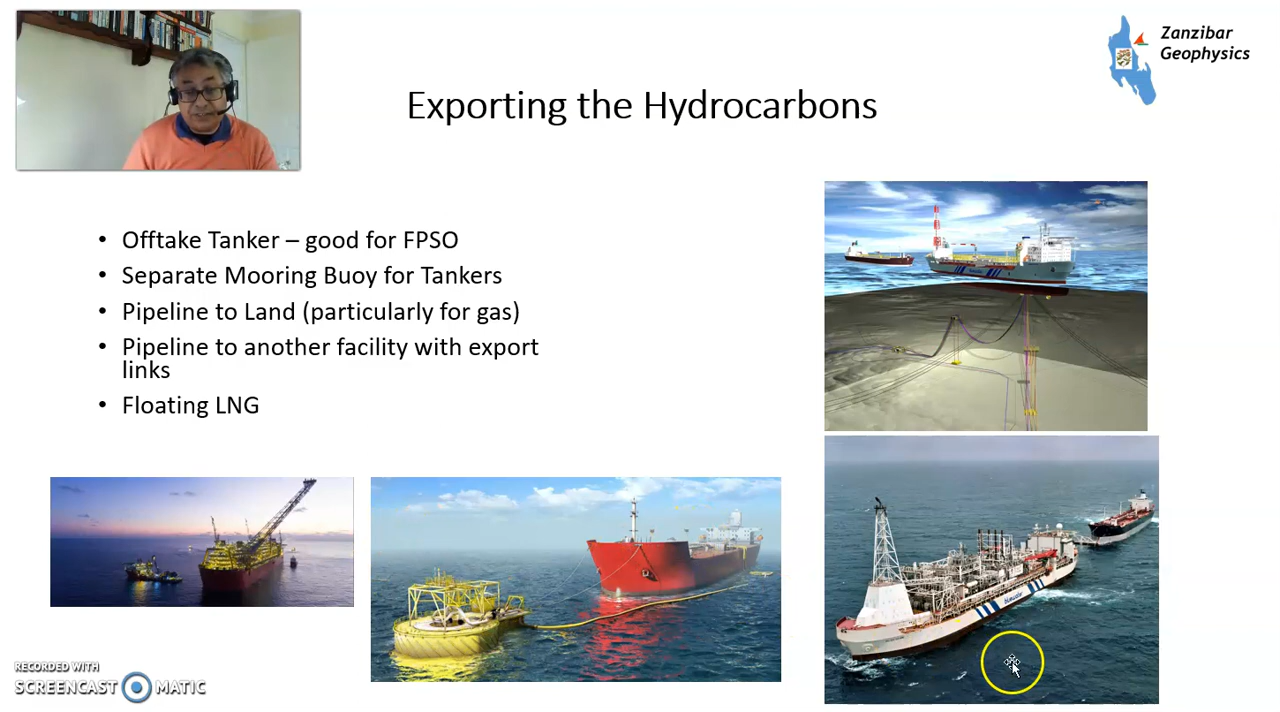 Zanzibar
Geophysics
Exporting the Hydrocarbons
• Offtake Tanker – good for FPSO
• Separate Mooring Buoy for Tankers
• Pipeline to Land (particularly for gas)
• Pipeline to another facility with export
links
• Floating LNG
bluewater
RECORDED WITH
SCREENCAST MATIC